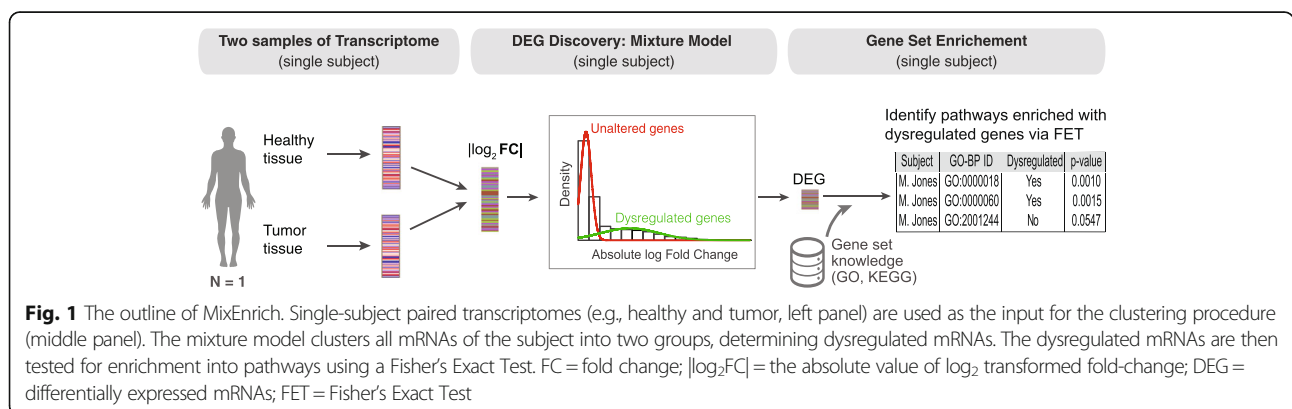 Two samples of Transcriptome
(single subject)
DEG Discovery: Mixture Model
(single subject)
Gene Set Enrichement
(single subject)
Healthy
tissue
Tumor
tissue
N = 1
|log₂ FC|
Unaltered genes
Density
Dysregulated genes
Absolute log Fold Change
DEG
Gene set
knowledge
(GO, KEGG)
Identify pathways enriched with
dysregulated genes via FET
Subject GO-BP ID Dysregulated p-value
M. Jones GO:0000018 Yes 0.0010
M. Jones GO:0000060 Yes 0.0015
M. Jones GO:2001244 No 0.0547
Fig. 1 The outline of MixEnrich. Single-subject paired transcriptomes (e.g., healthy and tumor, left panel) are used as the input for the clustering procedure
(middle panel). The mixture model clusters all mRNAs of the subject into two groups, determining dysregulated mRNAs. The dysregulated mRNAs are then
tested for enrichment into pathways using a Fisher's Exact Test. FC = fold change; |log₂FC| = the absolute value of log₂ transformed fold-change; DEG =
differentially expressed mRNAs; FET = Fisher's Exact Test